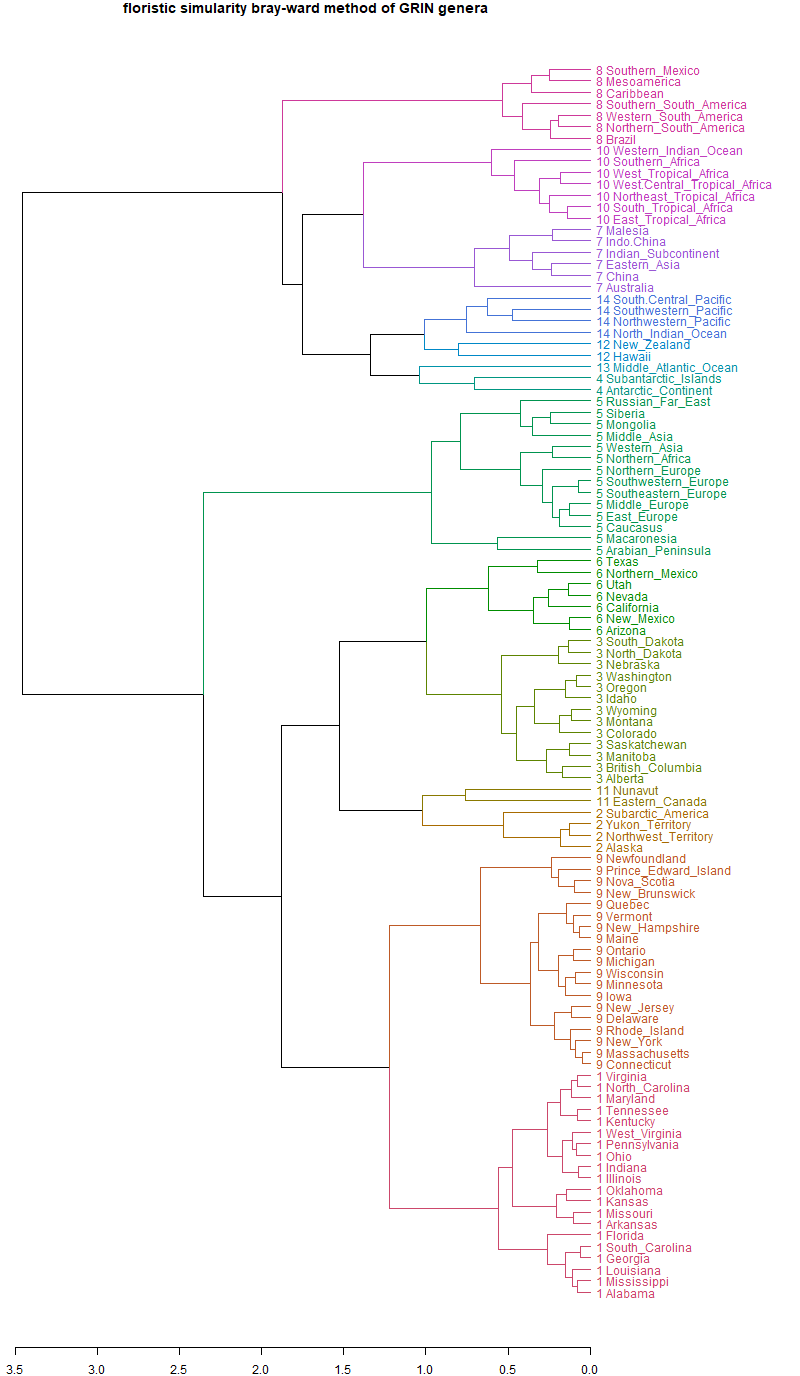 floristic simularity bray-ward method of GRIN genera
8 Southern_Mexico
8 Mesoamerica
8 Caribbean
8 Southern_South_America
8 Western_South_America
8 Northern_South_America
8 Brazil
10 Western_Indian_Ocean
10 Southern_Africa
10 West_Tropical_Africa
10 West.Central_Tropical_Africa
10 Northeast_Tropical_Africa
10 South_Tropical_Africa
10 East_Tropical_Africa
7 Malesia
7 Indo.China
7 Indian_Subcontinent
7 Eastern_Asia
7 China
7 Australia
14 South.Central_Pacific
14 Southwestern_Pacific
14 Northwestern_Pacific
14 North_Indian_Ocean
12 New_Zealand
12 Hawaii
13 Middle_Atlantic_Ocean
4 Subantarctic_Islands
4 Antarctic_Continent
5 Russian_Far_East
5 Siberia
5 Mongolia
5 Middle_Asia
5 Western_Asia
5 Northern_Africa
5 Northern_Europe
5 Southwestern_Europe
5 Southeastern_Europe
5 Middle_Europe
5 East_Europe
5 Caucasus
5 Macaronesia
5 Arabian_Peninsula
6 Texas
6 Northern_Mexico
6 Utah
6 Nevada
6 California
6 New_Mexico
6 Arizona
3 South_Dakota
3 North_Dakota
3 Nebraska
3 Washington
3 Oregon
3 Idaho
3 Wyoming
3 Montana
3 Colorado
3 Saskatchewan
3 Manitoba
3 British_Columbia
3 Alberta
11 Nunavut
11 Eastern_Canada
2 Subarctic_America
2 Yukon_Territory
2 Northwest_Territory
2 Alaska
9 Newfoundland
9 Prince_Edward_Island
9 Nova_Scotia
9 New_Brunswick
9 Quebec
9 Vermont
9 New_Hampshire
9 Maine
9 Ontario
9 Michigan
9 Wisconsin
9 Minnesota
9 Iowa
9 New_Jersey
9 Delaware
9 Rhode_Island
9 New_York
9 Massachusetts
9 Connecticut
1 Virginia
1 North_Carolina
1 Maryland
1 Tennessee
1 Kentucky
1 West_Virginia
1 Pennsylvania
1 Ohio
1 Indiana
1 Illinois
1 Oklahoma
1 Kansas
1 Missouri
1 Arkansas
1 Florida
1 South_Carolina
1 Georgia
1 Louisiana
1 Mississippi
1 Alabama
3.5 3.0 2.5 2.0 1.5 1.0 0.5 0.0